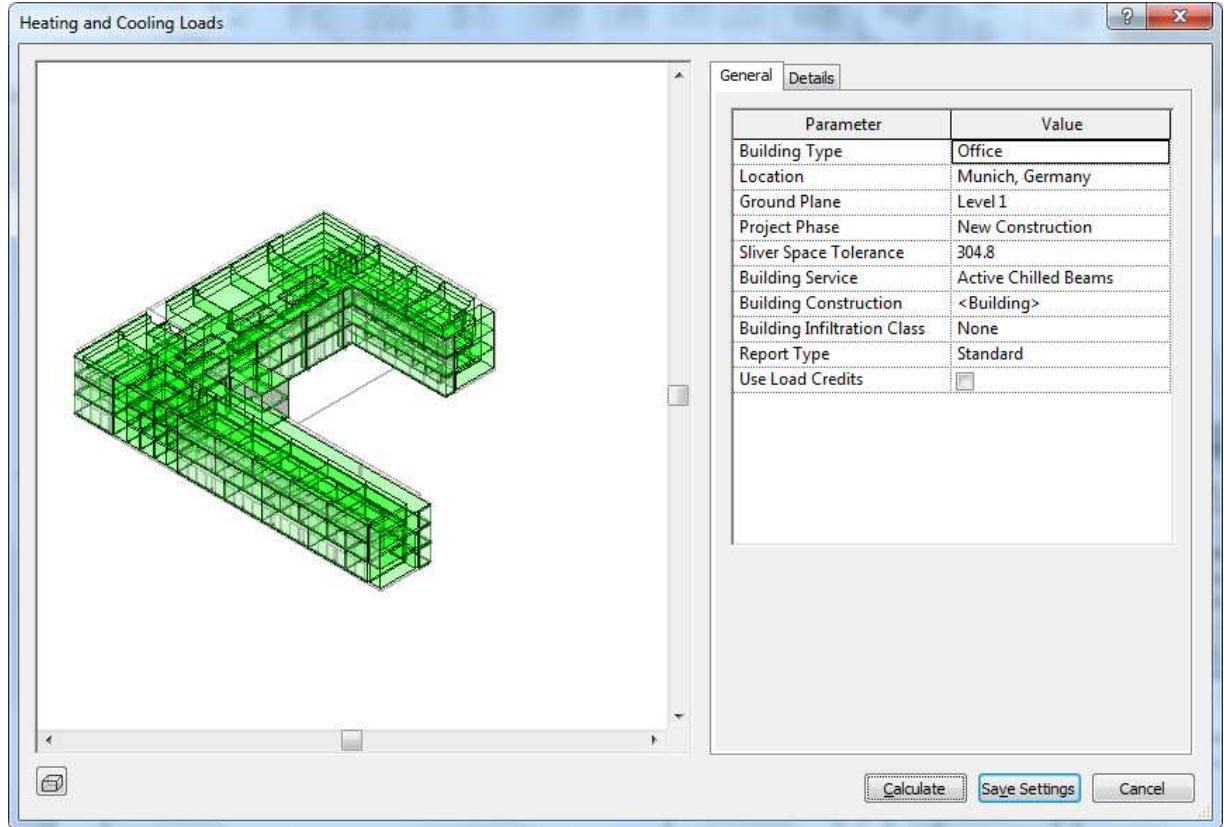 Heating and Cooling Loads
General Details
Parameter Value
Building Type Office
Location Munich, Germany
Ground Plane Level 1
Project Phase New Construction
Sliver Space Tolerance 304.8
Building Service Active Chilled Beams
Building Construction <Building>
Building Infiltration Class None
Report Type Standard
Use Load Credits
Calculate Save Settings Cancel